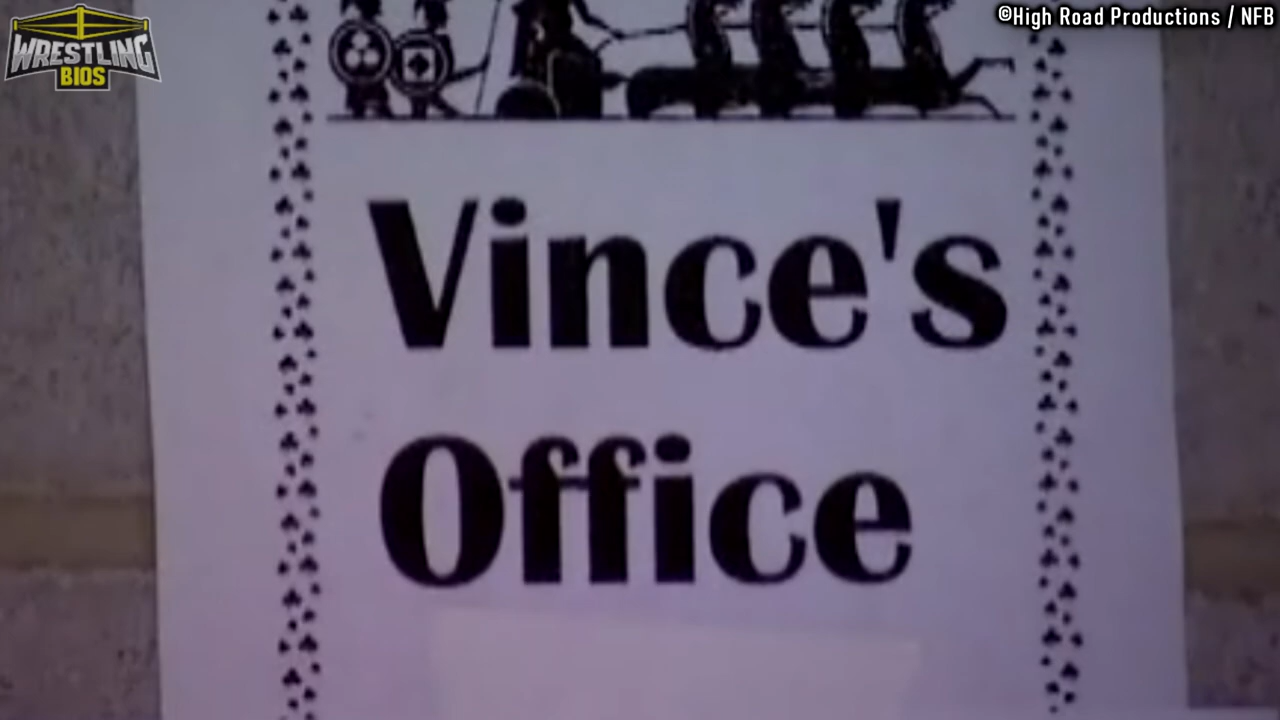 WRESTLING
BIOS
©High Road Productions / NFB
Vince's
Office